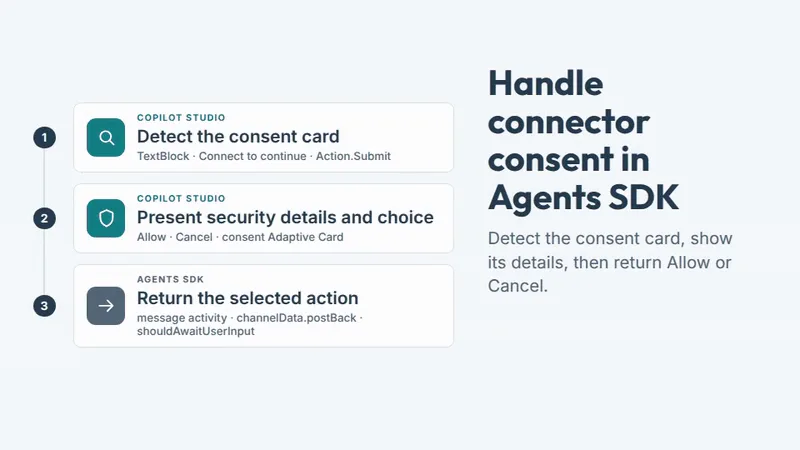 1
COPILOT STUDIO
Detect the consent card
TextBlock · Connect to continue · Action.Submit
2
COPILOT STUDIO
Present security details and choice
Allow · Cancel · consent Adaptive Card
3
AGENTS SDK
Return the selected action
message activity · channelData.postBack ·
shouldAwaitUserInput
Handle
connector
consent in
Agents SDK
Detect the consent card, show
its details, then return Allow or
Cancel.